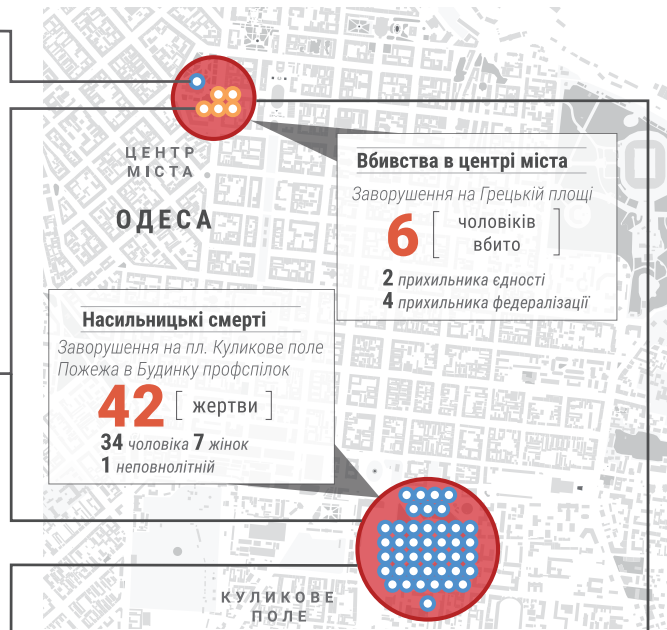 ЦЕНТР
МІСТА
ОДЕСА
Вбивства в центрі міста
Заворушення на Грецькій площі
6 [ чоловіків
вбито ]
2 прихильника єдності
4 прихильника федералізації
Насильницькі смерті
Заворушення на пл. Куликове поле
Пожежа в Будинку профспілок
42 [ жертви ]
34 чоловіка 7 жінок
1 неповнолітній
КУЛИКОВЕ
ПОЛЕ